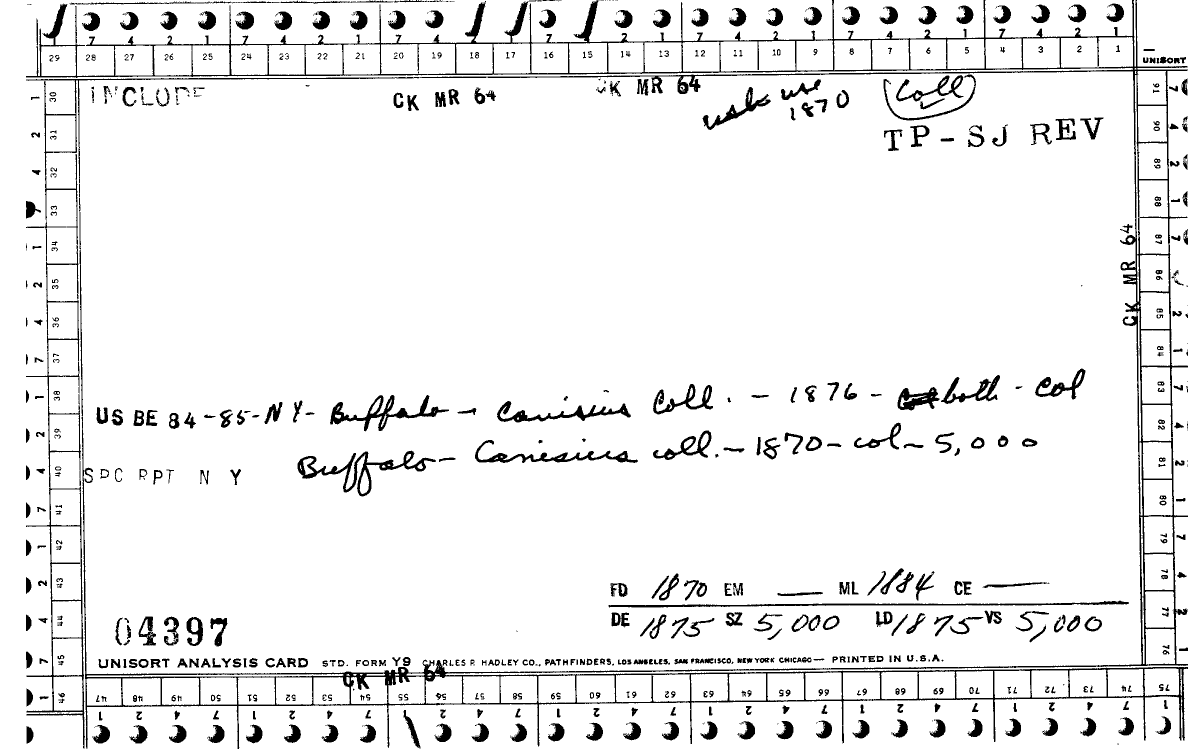 7 4 2 1 7 4 2 1 7 4 7 2 7 2 1 7 4 2 1 7 4 2 1 7 4 2 1
29 28 27 26 25 24 23 22 21 20 19 18 17 16 15 14 13 12 11 10 9 8 7 6 5 4 3 2 1
UNISORT
INCLUDE CK MR 64 CK MR 64 use 1870 Coll
TP-SJ REV
CK MR 64
US BE 84-85-NY- Buffalo - Canisius Coll. - 1876 - both - col
SPC RPT N Y Buffalo - Canisius coll. - 1870 - col - 5,000
FD 1870 EM — ML 1884 CE —
DE 1875 SZ 5,000 LD 1875 VS 5,000
04397
UNISORT ANALYSIS CARD STD. FORM Y9 CHARLES R. HADLEY CO., PATHFINDERS, LOS ANGELES, SAN FRANCISCO, NEW YORK CHICAGO — PRINTED IN U.S.A.
CK MR 64
30 31 32 33 34 35 36 37 38 39 40 41 42 43 44 45 46
47 48 49 50 51 52 53 54 55 56 57 58 59 60 61 62 63 64 65 66 67 68 69 70 71 72 73 74 75
91 90 89 88 87 86 85 84 83 82 81 80 79 78 77 76